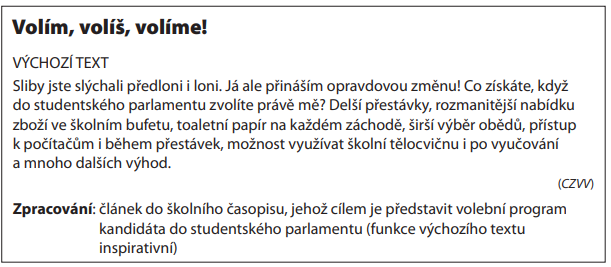 Volím, volíš, volíme!
VÝCHOZÍ TEXT
Sliby jste slýchali předloni i loni. Já ale přináším opravdovou změnu! Co získáte, když
do studentského parlamentu zvolíte právě mě? Delší přestávky, rozmanitější nabídku
zboží ve školním bufetu, toaletní papír na každém záchodě, širší výběr obědů, přístup
k počítačům i během přestávek, možnost využívat školní tělocvičnu i po vyučování
a mnoho dalších výhod.
(CZVV)
Zpracování: článek do školního časopisu, jehož cílem je představit volební program
kandidáta do studentského parlamentu (funkce výchozího textu
inspirativní)